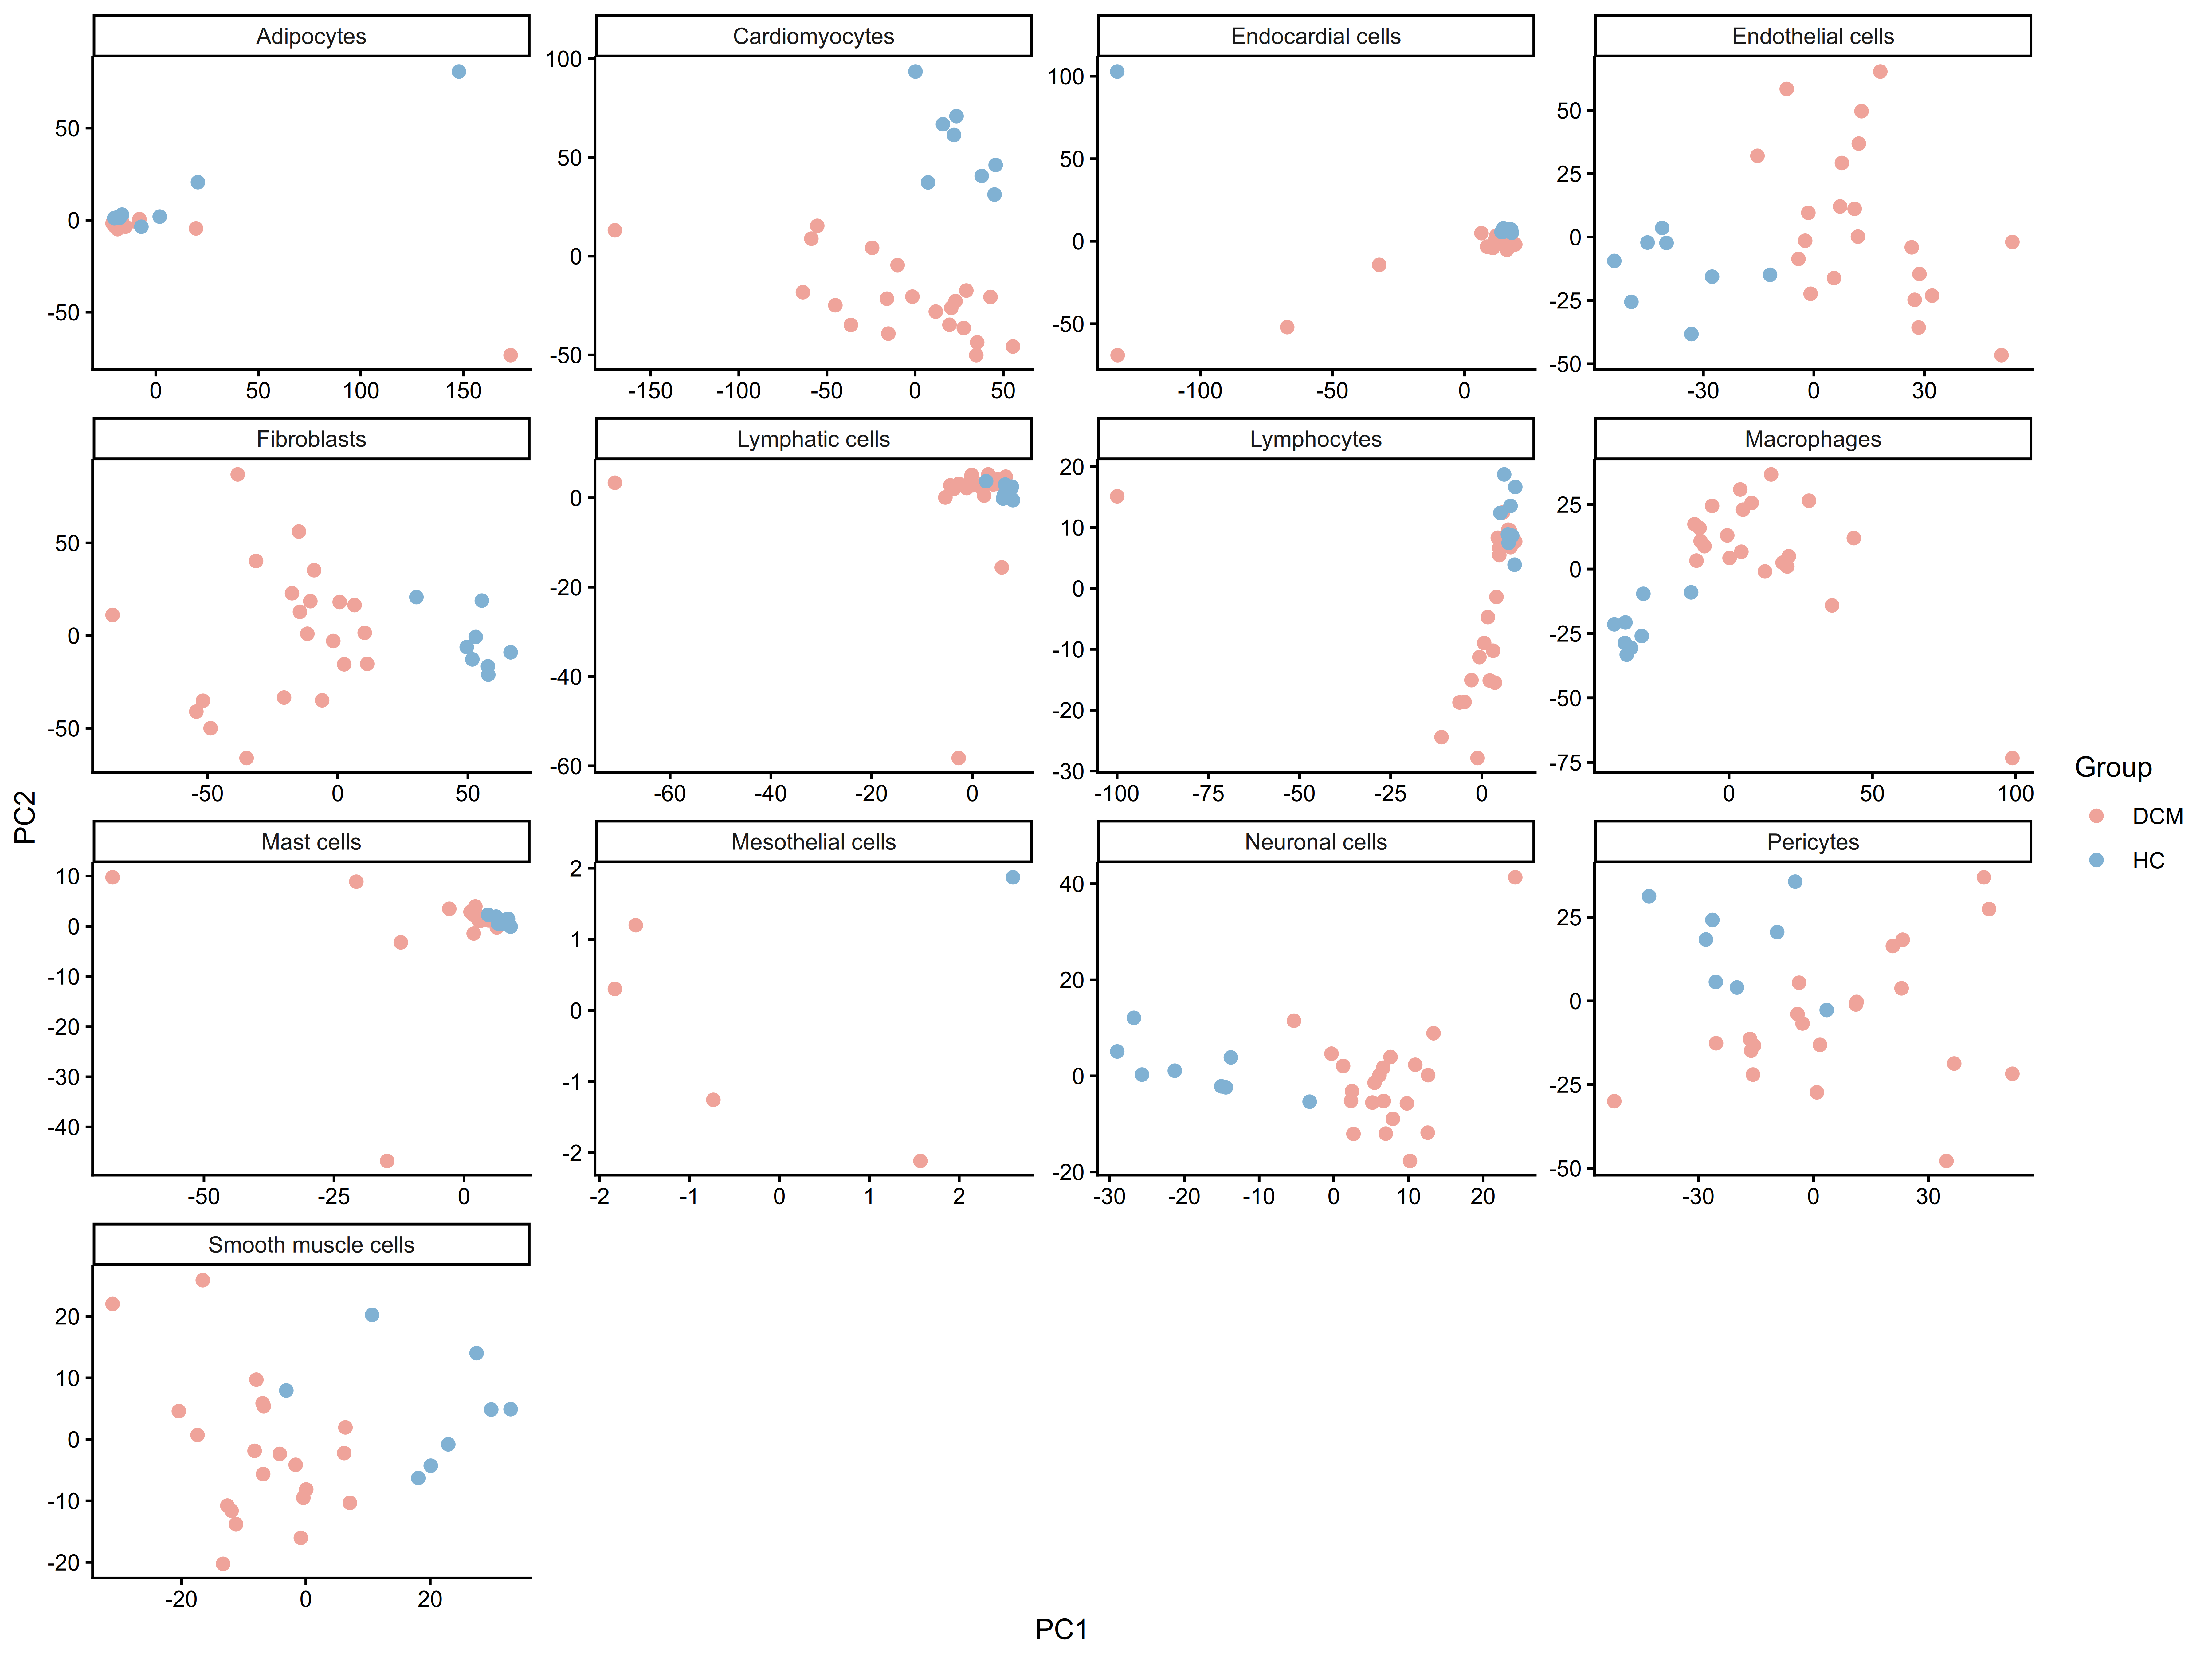 Adipocytes Cardiomyocytes Endocardial cells Endothelial cells
100
50
0
-50
0 50 100 150
100
50
0
-50
-150 -100 -50 0 50
100
50
0
-50
-100 -50 0
50
25
0
-25
-50
-30 0 30
Fibroblasts Lymphatic cells Lymphocytes Macrophages
50
0
-50
-50 0 50
0
-20
-40
-60
-60 -40 -20 0
20
10
0
-10
-20
-30
-100 -75 -50 -25 0
25
0
-25
-50
-75
0 50 100
PC2
Group
DCM
HC
Mast cells Mesothelial cells Neuronal cells Pericytes
10
0
-10
-20
-30
-40
-50 -25 0
2
1
0
-1
-2
-2 -1 0 1 2
40
20
0
-20
-30 -20 -10 0 10 20
25
0
-25
-50
-30 0 30
Smooth muscle cells
20
10
0
-10
-20
-20 0 20
PC1